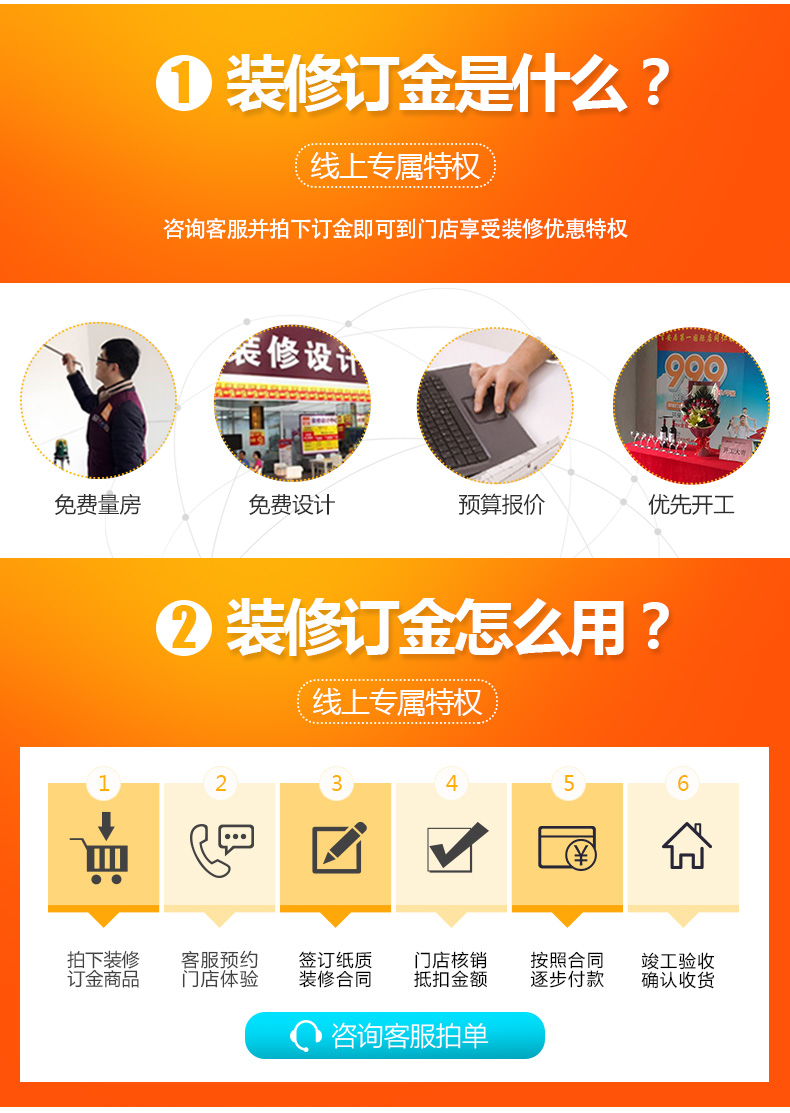 1 装修订金是什么？
线上专属特权
咨询客服并拍下订金即可到门店享受装修优惠特权
装修设计
909
开工大吉
免费量房
免费设计
预算报价
优先开工
2 装修订金怎么用？
线上专属特权
1
2
3
4
5
6
拍下装修
订金商品
客服预约
门店体验
签订纸质
装修合同
门店核销
抵扣金额
按照合同
逐步付款
竣工验收
确认收货
咨询客服拍单